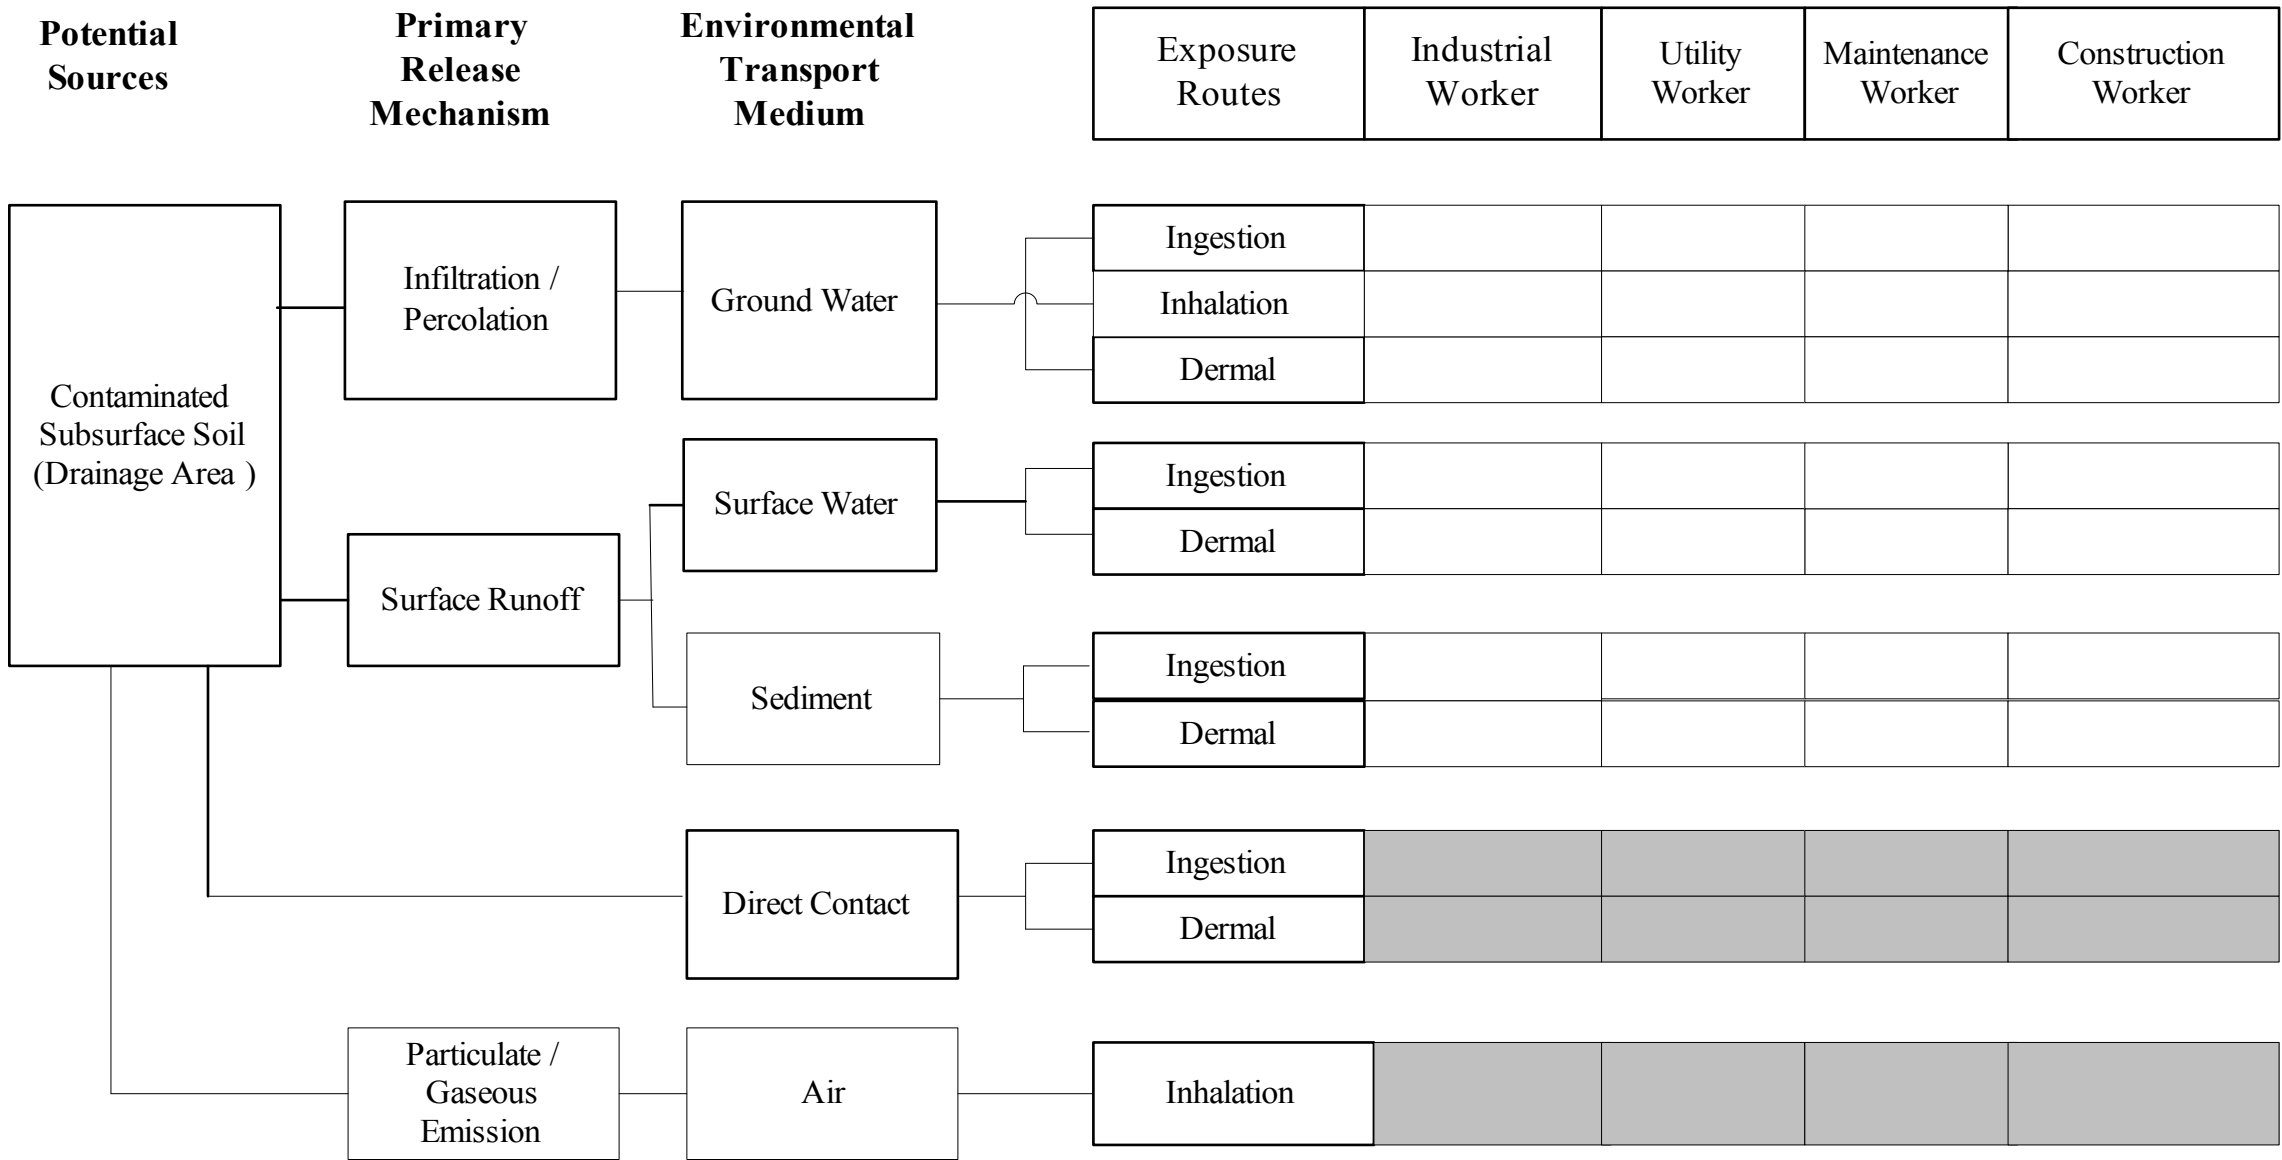 Potential
Sources
Primary
Release
Mechanism
Environmental
Transport
Medium
Exposure
Routes
Industrial
Worker
Utility
Worker
Maintenance
Worker
Construction
Worker
Contaminated
Subsurface Soil
(Drainage Area )
Infiltration /
Percolation
Ground Water
Ingestion
Inhalation
Dermal
Surface Runoff
Surface Water
Ingestion
Dermal
Sediment
Ingestion
Dermal
Direct Contact
Ingestion
Dermal
Particulate /
Gaseous
Emission
Air
Inhalation